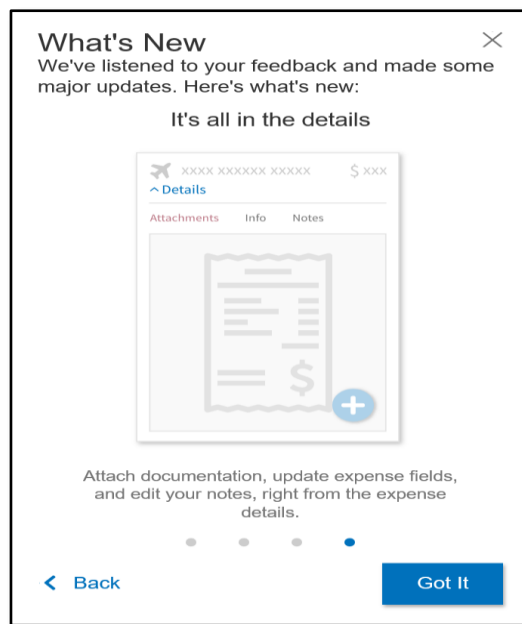 What's New
We've listened to your feedback and made some
major updates. Here's what's new:
It's all in the details
XXXX XXXXXX XXXXX $ XXX
Details
Attachments Info Notes
$
Attach documentation, update expense fields,
and edit your notes, right from the expense
details.
Back Got It